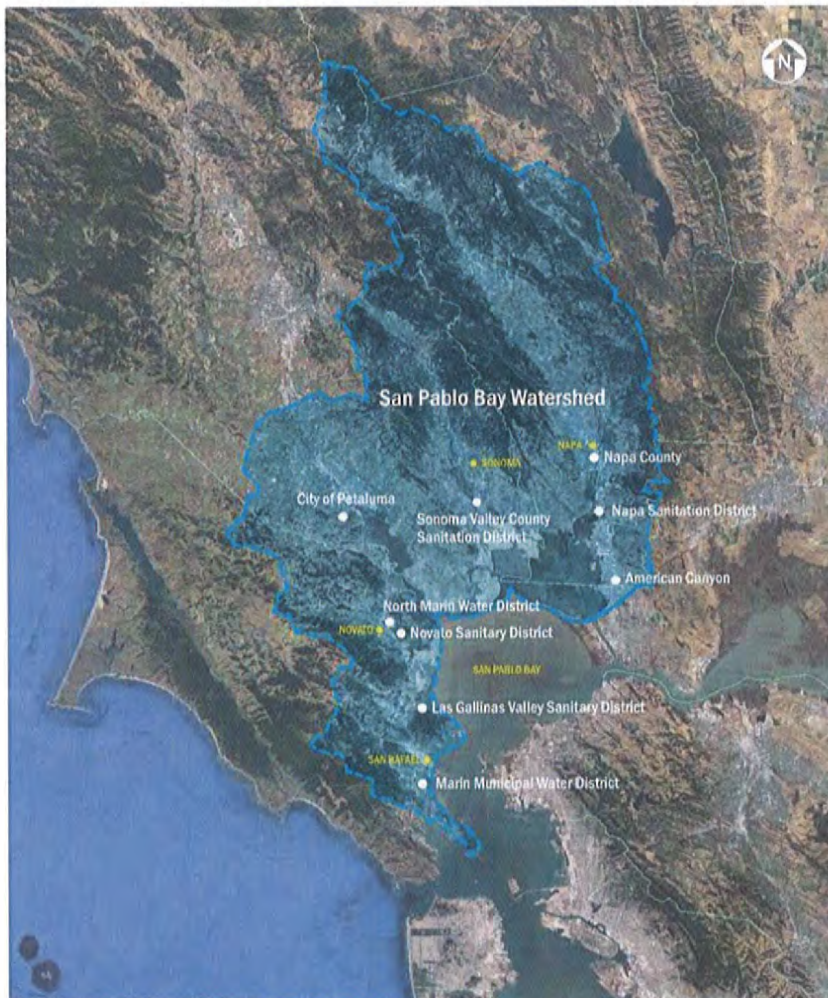 N
San Pablo Bay Watershed
NAPA
Napa County
SONOMA
City of Petaluma
Sonoma Valley County
Sanitation District
Napa Sanitation District
American Canyon
North Marin Water District
NOVATO
Novato Sanitary District
SAN PABLO BAY
Las Gallinas Valley Sanitary District
SAN RAFAEL
Marin Municipal Water District